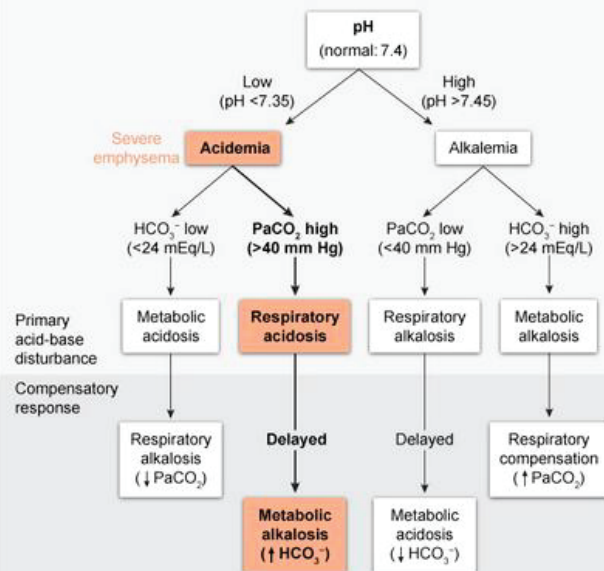 pH
(normal: 7.4)
Low
(pH <7.35)
High
(pH >7.45)
Severe
emphysema
Acidemia
Alkalemia
HCO₃⁻ low
(<24 mEq/L)
PaCO₂ high
(>40 mm Hg)
PaCO₂ low
(<40 mm Hg)
HCO₃⁻ high
(>24 mEq/L)
Primary
acid-base
disturbance
Metabolic
acidosis
Respiratory
acidosis
Respiratory
alkalosis
Metabolic
alkalosis
Compensatory
response
Respiratory
alkalosis
(↓PaCO₂)
Delayed
Delayed
Respiratory
compensation
(↑PaCO₂)
Metabolic
alkalosis
(↑HCO₃⁻)
Metabolic
acidosis
(↓HCO₃⁻)